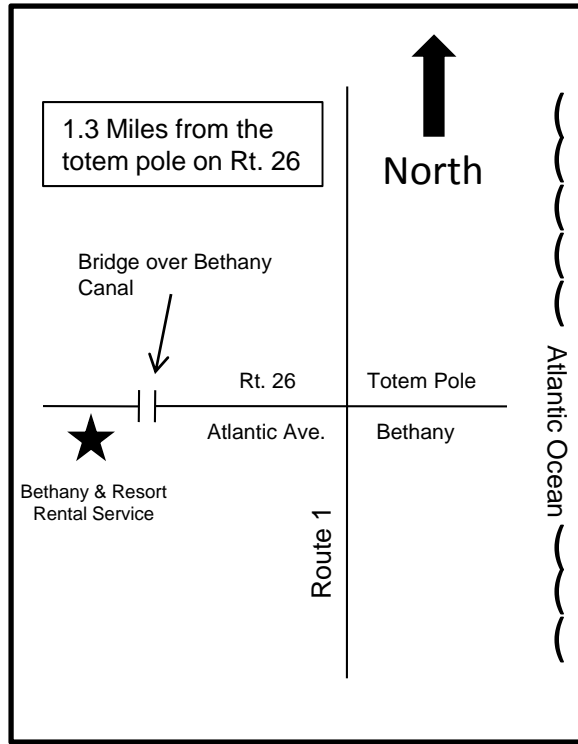 1.3 Miles from the
totem pole on Rt. 26
North
Bridge over Bethany
Canal
Rt. 26
Totem Pole
Atlantic Ave.
Bethany
Atlantic Ocean
Bethany & Resort
Rental Service
Route 1